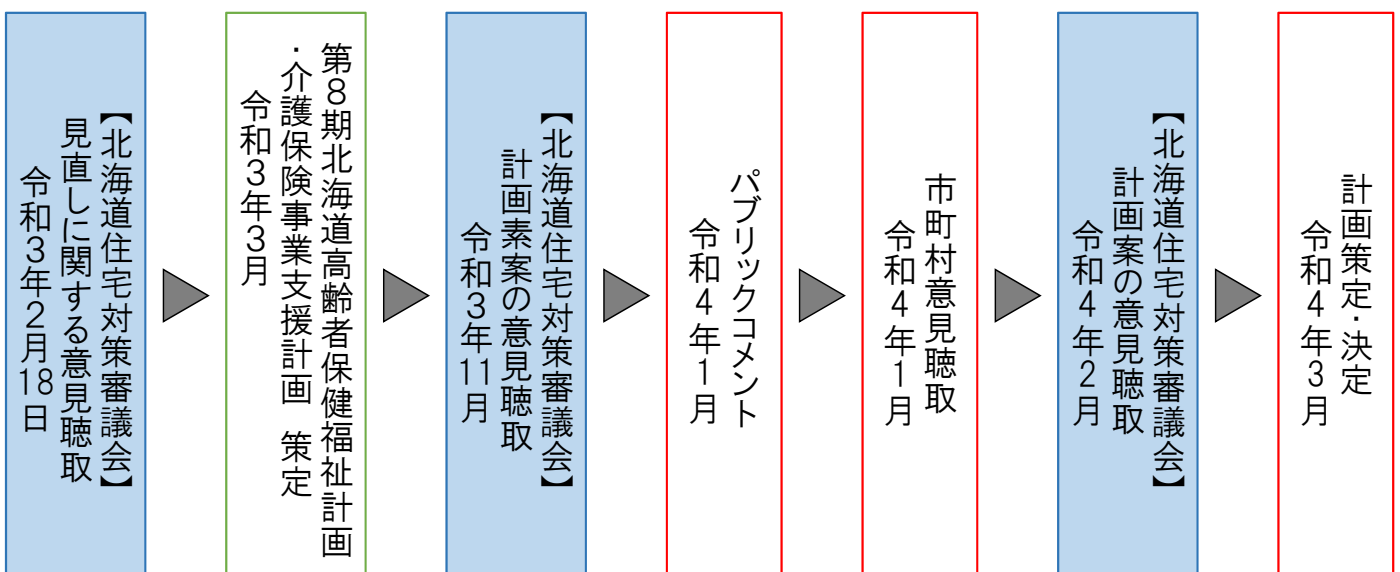 【北海道住宅対策審議会】
見直しに関する意見聴取
令和3年2月18日
第8期北海道高齢者保健福祉計画
・介護保険事業支援計画 策定
令和3年3月
【北海道住宅対策審議会】
計画素案の意見聴取
令和3年11月
パブリックコメント
令和4年1月
市町村意見聴取
令和4年1月
【北海道住宅対策審議会】
計画案の意見聴取
令和4年2月
計画策定・決定
令和4年3月